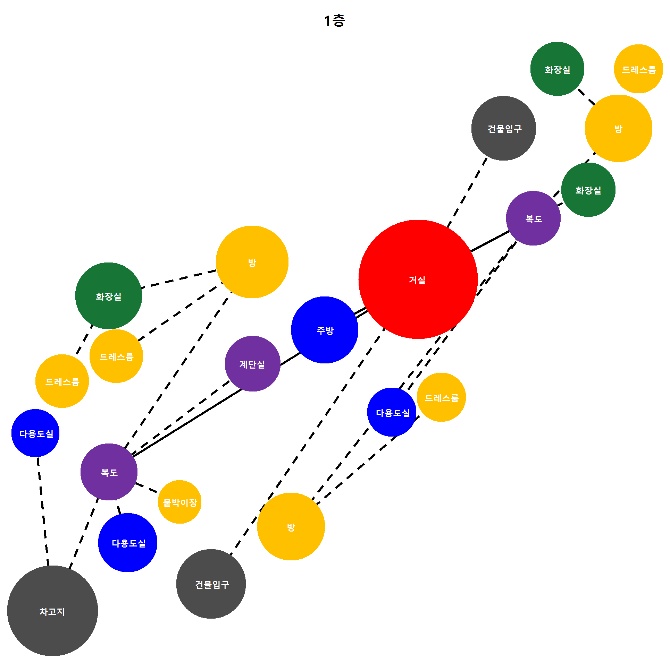 1층
화장실
드레스룸
건물입구
방
화장실
복도
방
거실
화장실
주방
드레스룸
계단실
드레스룸
드레스룸
다용도실
다용도실
복도
붙박이장
방
다용도실
건물입구
차고지